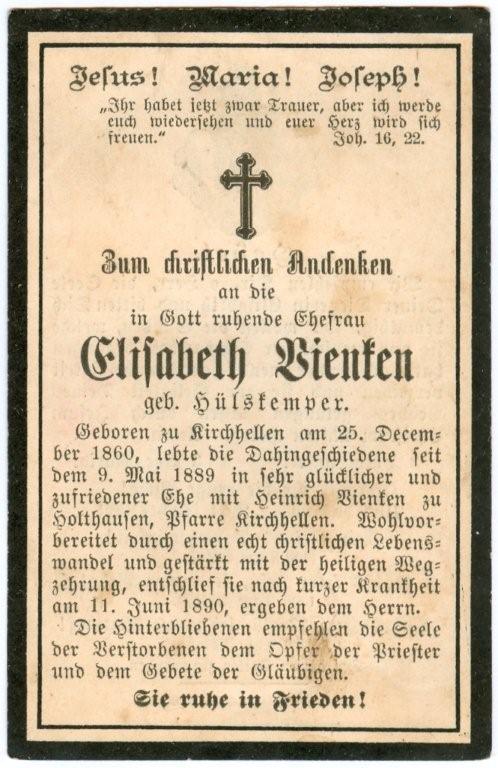 Jesus! Maria! Joseph!
„Ihr habet jetzt zwar Trauer, aber ich werde
euch wiedersehen und euer Herz wird sich
freuen.“ Joh. 16, 22.
Zum christlichen Andenken
an die
in Gott ruhende Ehefrau
Elisabeth Vienken
geb. Hülskemper.
Geboren zu Kirchhellen am 25. Decem-
ber 1860, lebte die Dahingeschiedene seit
dem 9. Mai 1889 in sehr glücklicher und
zufriedener Ehe mit Heinrich Vienken zu
Holthausen, Pfarre Kirchhellen. Wohlvor-
bereitet durch einen echt christlichen Lebens-
wandel und gestärkt mit der heiligen Weg-
zehrung, entschlief sie nach kurzer Krankheit
am 11. Juni 1890, ergeben dem Herrn.
Die Hinterbliebenen empfehlen die Seele
der Verstorbenen dem Opfer der Priester
und dem Gebete der Gläubigen.
Sie ruhe in Frieden!